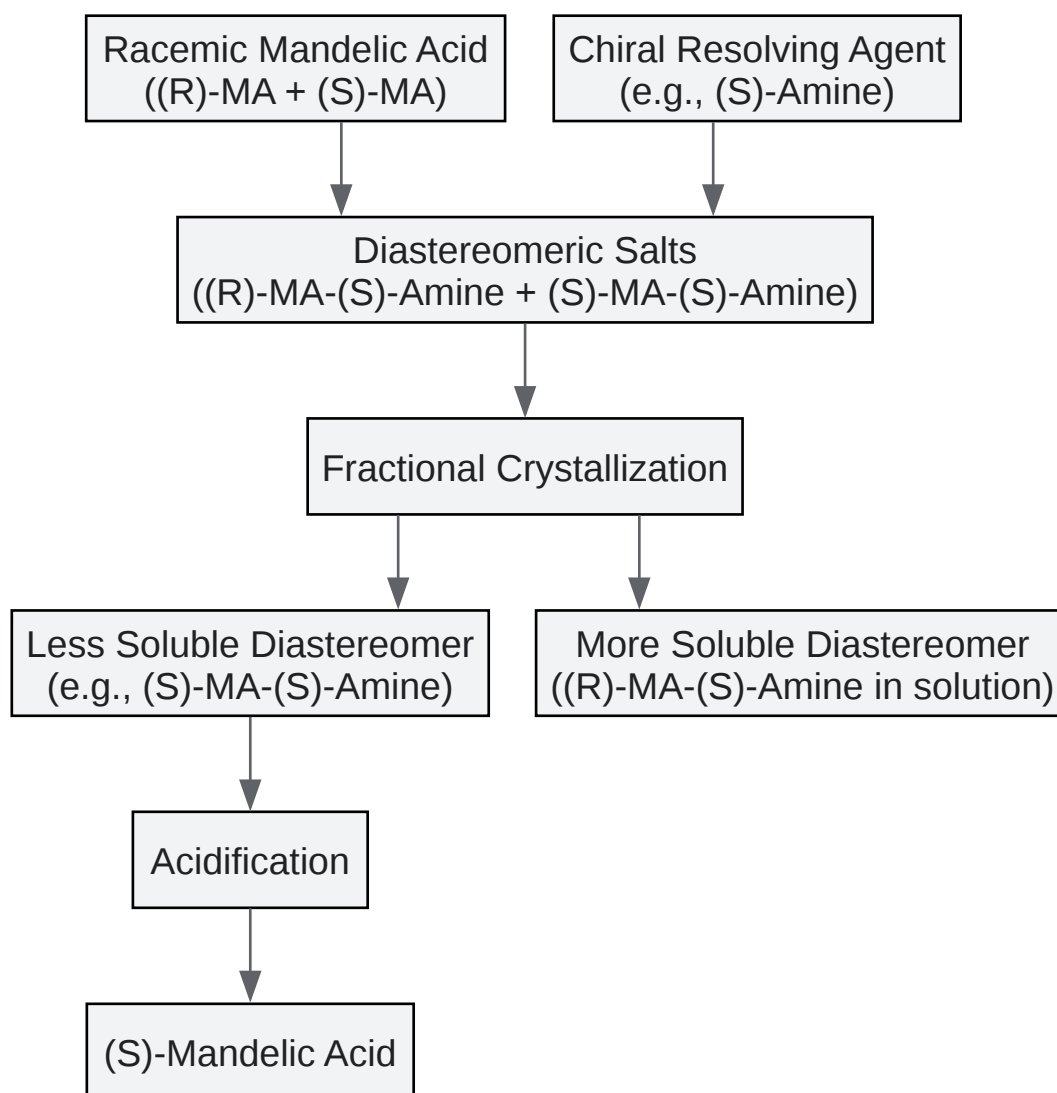 Racemic Mandelic Acid
((R)-MA + (S)-MA)
Chiral Resolving Agent
(e.g., (S)-Amine)
Diastereomeric Salts
((R)-MA-(S)-Amine + (S)-MA-(S)-Amine)
Fractional Crystallization
Less Soluble Diastereomer
(e.g., (S)-MA-(S)-Amine)
More Soluble Diastereomer
((R)-MA-(S)-Amine in solution)
Acidification
(S)-Mandelic Acid